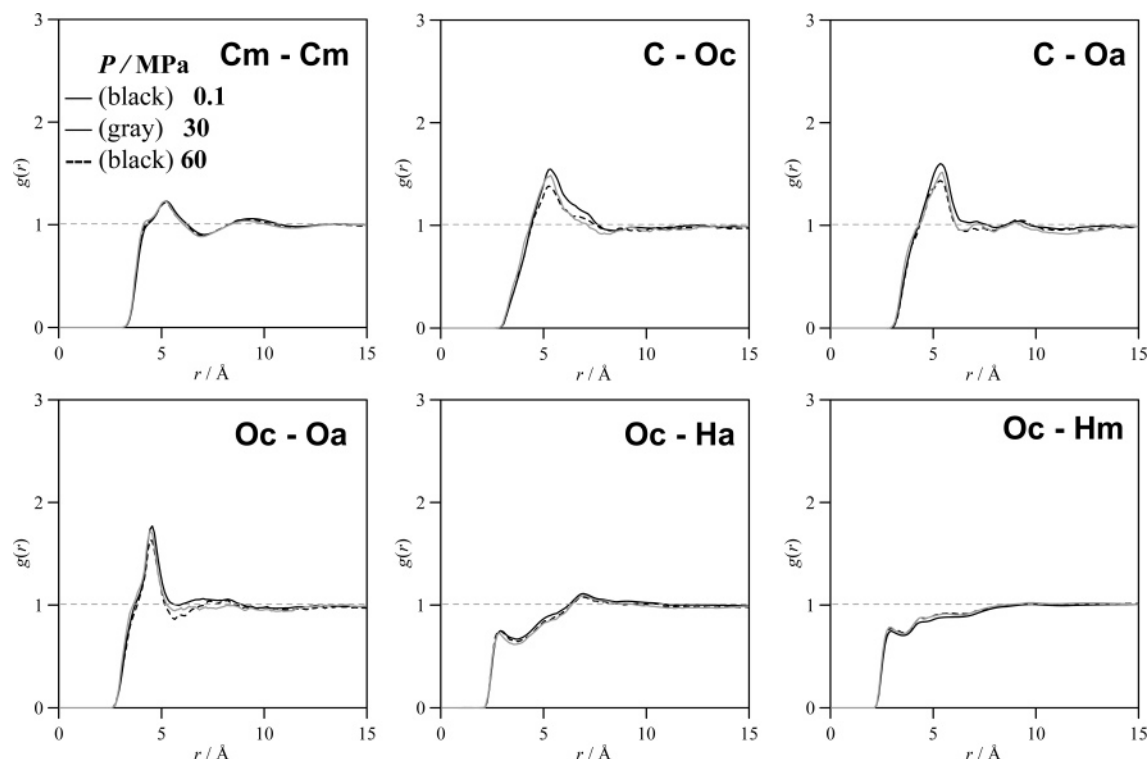 3
2
1
0
g(r)
Cm - Cm
P / MPa
(black) 0.1
(gray) 30
(black) 60
0 5 10 15
r / Å
3
2
1
0
g(r)
C - Oc
0 5 10 15
r / Å
3
2
1
0
g(r)
C - Oa
0 5 10 15
r / Å
3
2
1
0
g(r)
Oc - Oa
0 5 10 15
r / Å
3
2
1
0
g(r)
Oc - Ha
0 5 10 15
r / Å
3
2
1
0
g(r)
Oc - Hm
0 5 10 15
r / Å